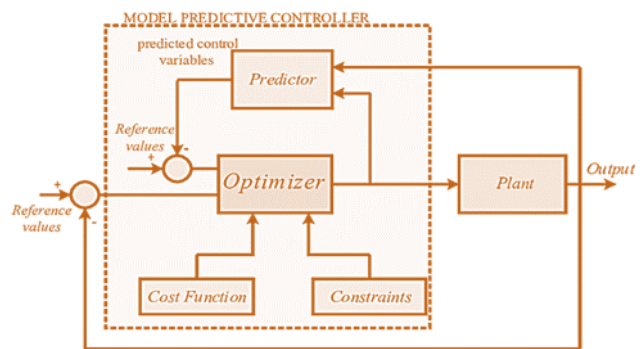 MODEL PREDICTIVE CONTROLLER
predicted control
variables
Predictor
Reference
values
+
-
Optimizer
Plant
Output
+
Reference
values
-
Cost Function
Constraints